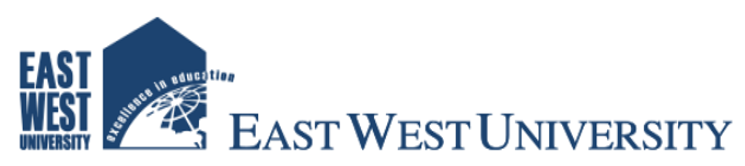 EAST
WEST
UNIVERSITY
excellence in education
EAST WEST UNIVERSITY